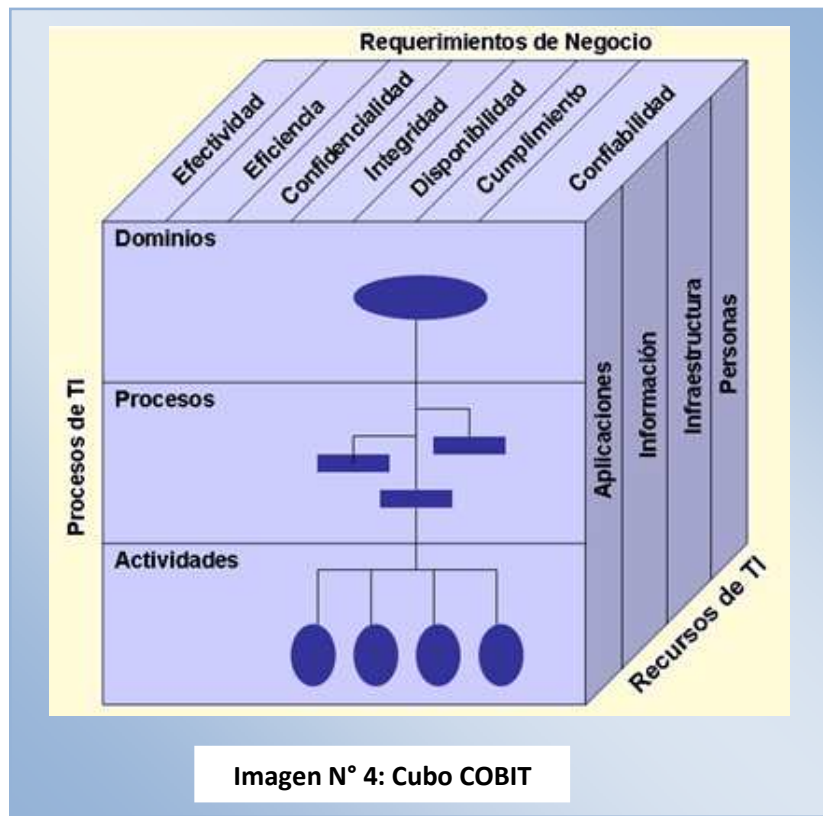 Requerimientos de Negocio
Efectividad
Eficiencia
Confidencialidad
Integridad
Disponibilidad
Cumplimiento
Confiabilidad
Dominios
Procesos
Actividades
Procesos de TI
Aplicaciones
Información
Infraestructura
Personas
Recursos de TI
Imagen N° 4: Cubo COBIT